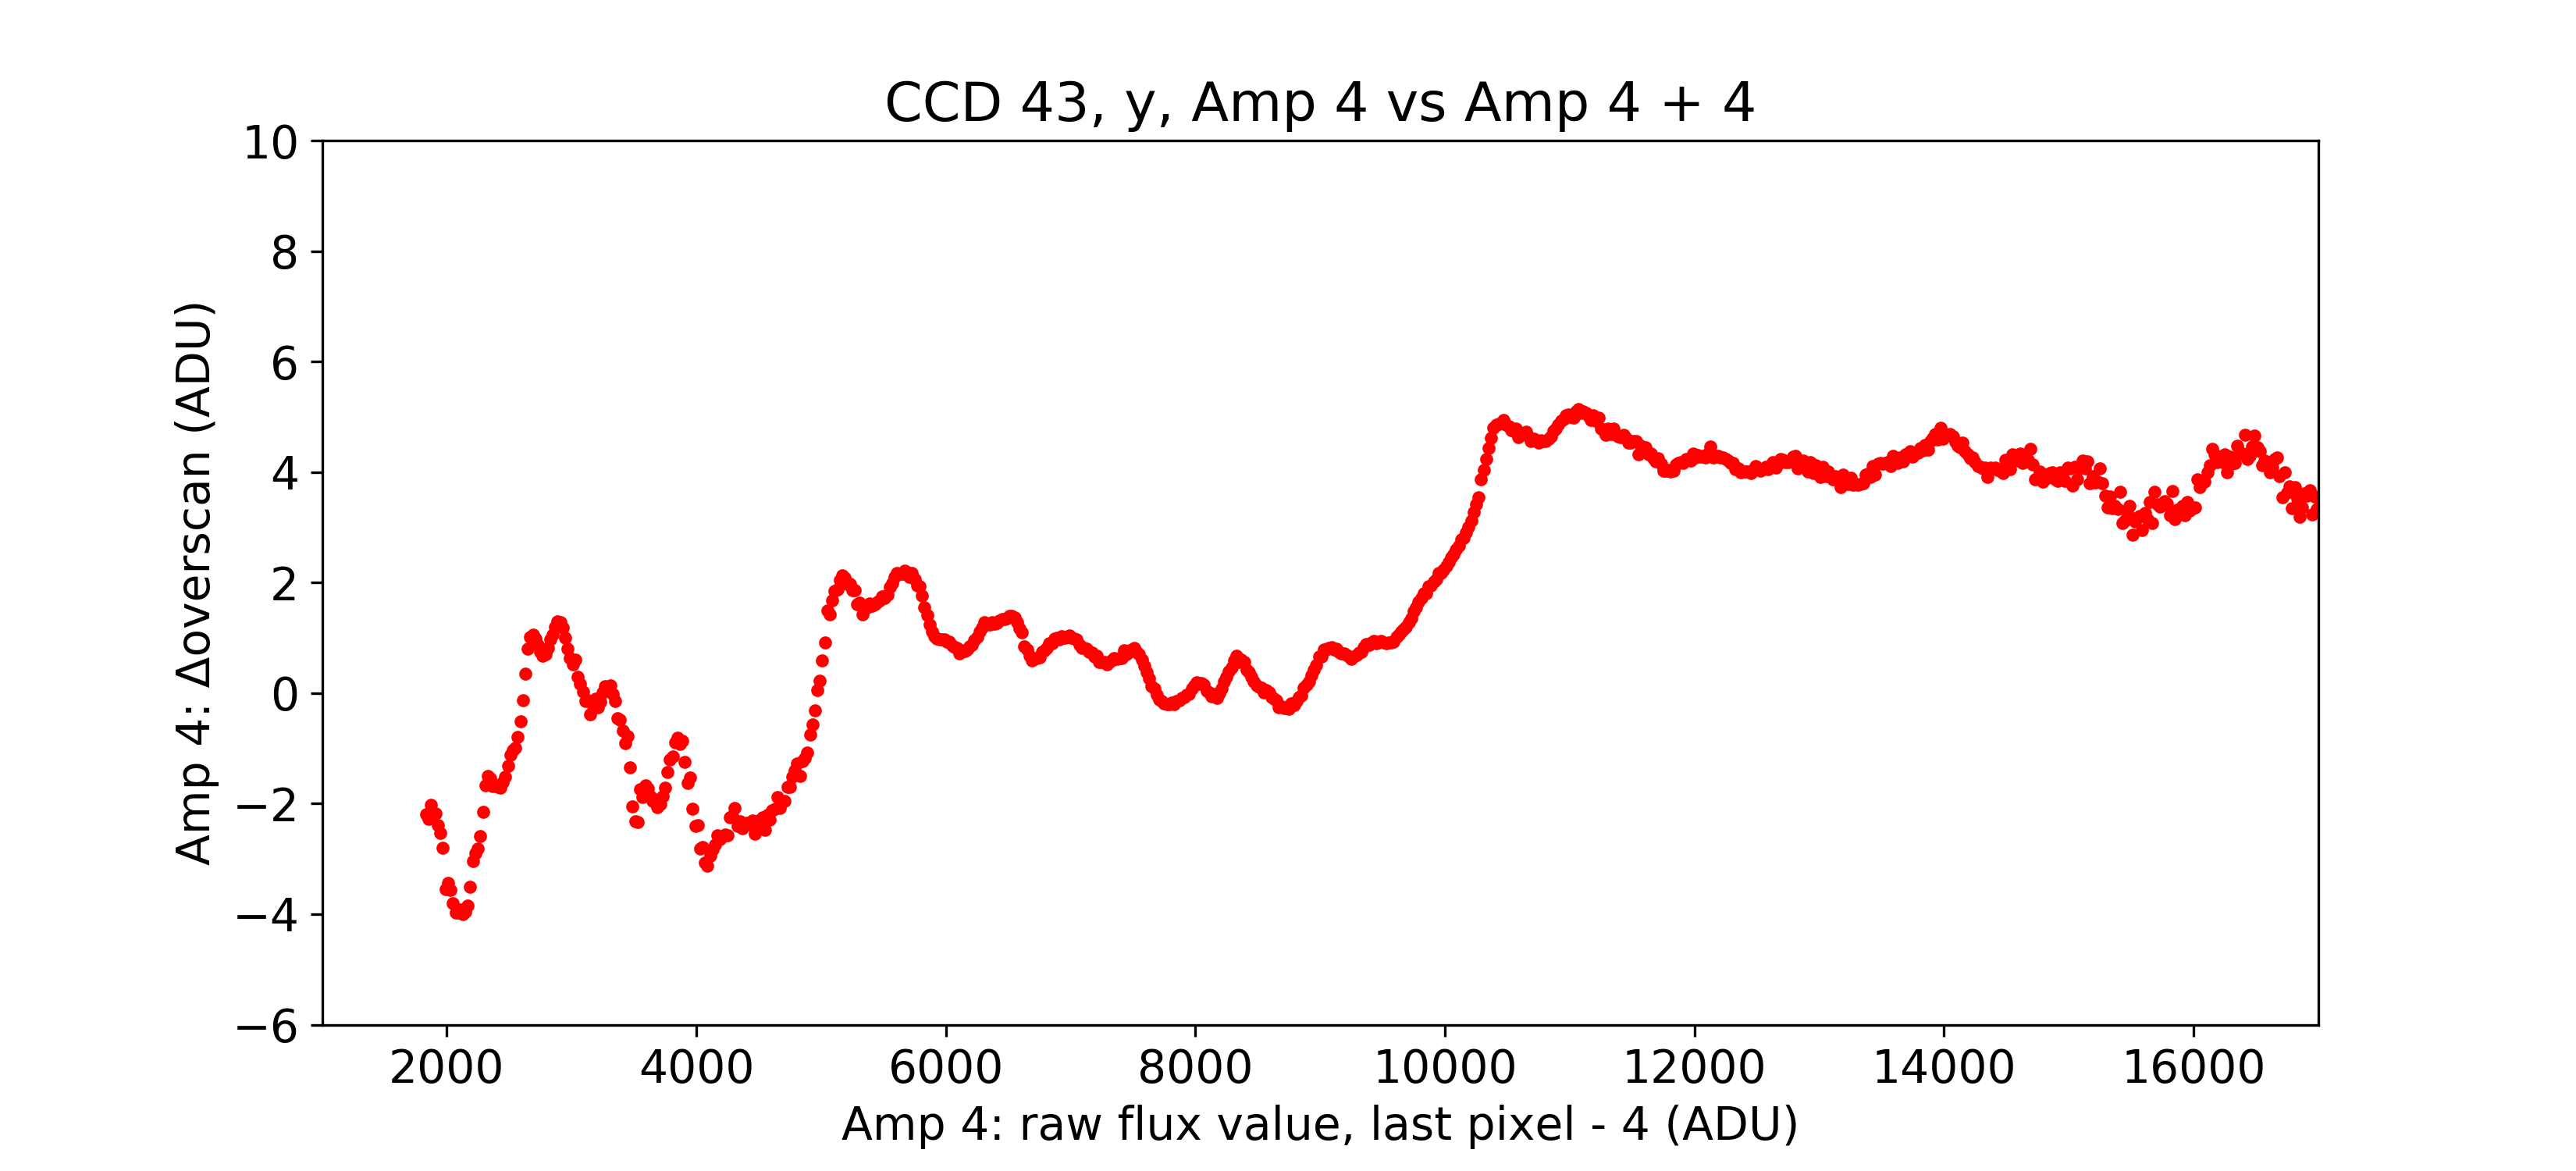 CCD 43, y, Amp 4 vs Amp 4 + 4
10
8
6
4
2
0
−2
−4
−6
Amp 4: Δoverscan (ADU)
2000 4000 6000 8000 10000 12000 14000 16000
Amp 4: raw flux value, last pixel - 4 (ADU)